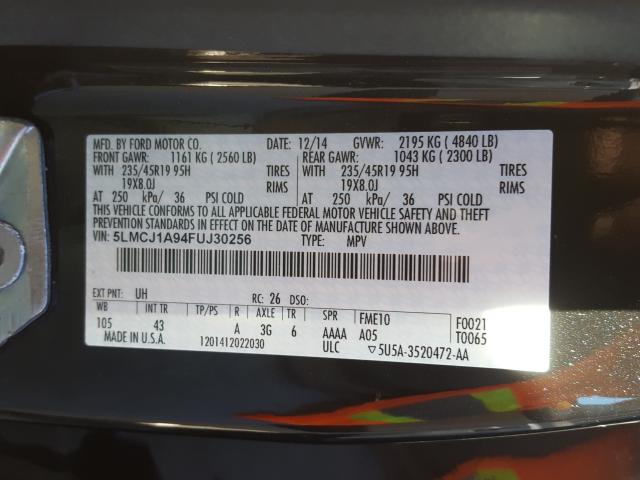 MFG. BY FORD MOTOR CO. DATE: 12/14 GVWR: 2195 KG ( 4840 LB)
FRONT GAWR: 1161 KG ( 2560 LB) REAR GAWR: 1043 KG ( 2300 LB)
WITH 235/45R19 95H TIRES WITH 235/45R19 95H TIRES
19X8.0J RIMS 19X8.0J RIMS
AT 250 kPa/ 36 PSI COLD AT 250 kPa/ 36 PSI COLD
THIS VEHICLE CONFORMS TO ALL APPLICABLE FEDERAL MOTOR VEHICLE SAFETY AND THEFT
PREVENTION STANDARDS IN EFFECT ON THE DATE OF MANUFACTURE SHOWN ABOVE.
VIN: 5LMCJ1A94FUJ30256 TYPE: MPV
EXT PNT: UH RC: 26 DSO:
WB INT TR TP/PS R AXLE TR SPR FME10 F0021
105 43 A 3G 6 AAAA A05 T0065
MADE IN U.S.A. 1201412022030 ULC ▽5U5A-3520472-AA